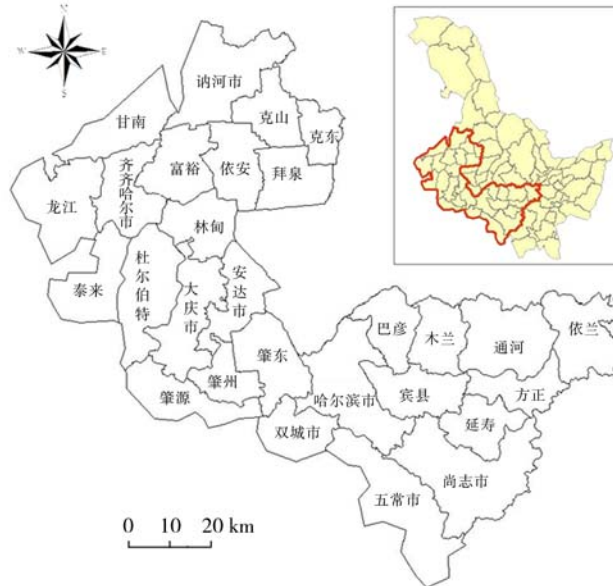 N
W
E
S
讷河市
甘南
克山
克东
齐齐哈尔市
富裕
依安
拜泉
龙江
林甸
泰来
杜尔伯特
大庆市
安达市
肇东
肇州
肇源
巴彦
木兰
通河
依兰
哈尔滨市
宾县
方正
双城市
延寿
尚志市
五常市
0 10 20 km